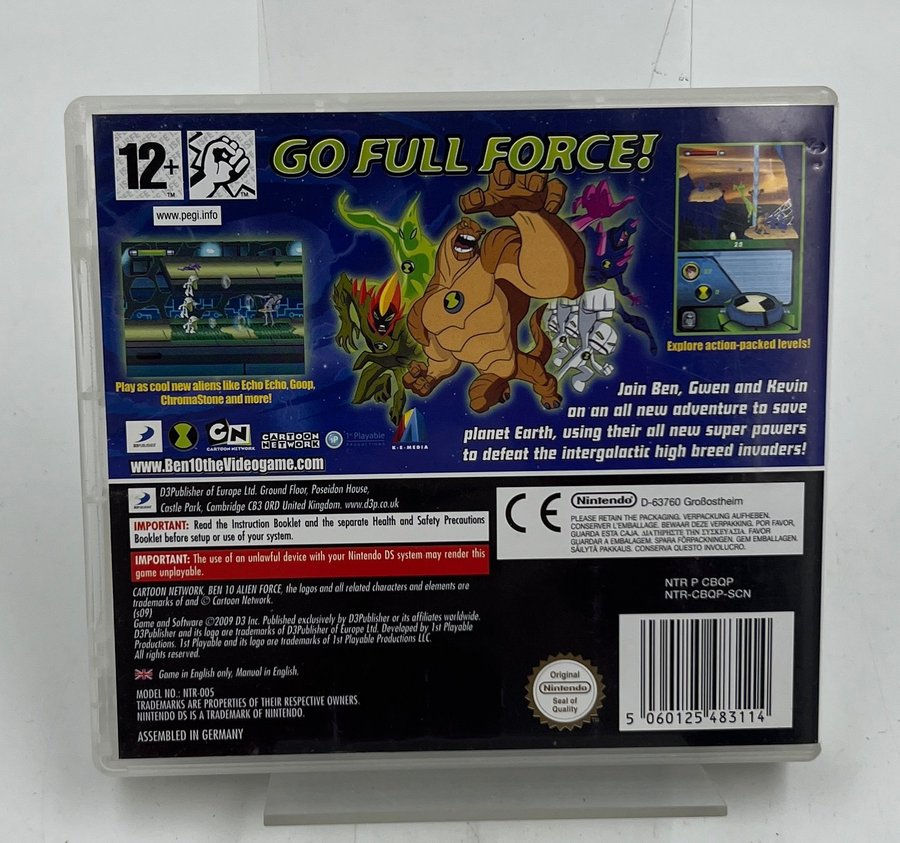 12+
™
™
www.pegi.info
GO FULL FORCE!
28
Play as cool new aliens like Echo Echo, Goop,
ChromaStone and more!
Explore action-packed levels!
Join Ben, Gwen and Kevin
on an all new adventure to save
planet Earth, using their all new super powers
to defeat the intergalactic high breed invaders!
D3PUBLISHER
CN
CARTOON NETWORK
CARTOON
NETWORK
1P
1st Playable
PRODUCTIONS
K·E·MEDIA
www.Ben10theVideogame.com
D3PUBLISHER
D3Publisher of Europe Ltd. Ground Floor, Poseidon House,
Castle Park, Cambridge CB3 0RD United Kingdom. www.d3p.co.uk
IMPORTANT: Read the Instruction Booklet and the separate Health and Safety Precautions
Booklet before setup or use of your system.
IMPORTANT: The use of an unlawful device with your Nintendo DS system may render this
game unplayable.
CARTOON NETWORK, BEN 10 ALIEN FORCE, the logos and all related characters and elements are
trademarks of and © Cartoon Network.
(s09)
Game and Software ©2009 D3 Inc. Published exclusively by D3Publisher or its affiliates worldwide.
D3Publisher and its logo are trademarks of D3Publisher of Europe Ltd. Developed by 1st Playable
Productions. 1st Playable and its logo are trademarks of 1st Playable Productions LLC.
All rights reserved.
Game in English only, Manual in English.
MODEL NO.: NTR-005
TRADEMARKS ARE PROPERTIES OF THEIR RESPECTIVE OWNERS.
NINTENDO DS IS A TRADEMARK OF NINTENDO.
ASSEMBLED IN GERMANY
CE
Nintendo D-63760 Großostheim
PLEASE RETAIN THE PACKAGING. VERPACKUNG AUFHEBEN.
CONSERVER L'EMBALLAGE. BEWAAR DEZE VERPAKKING. POR FAVOR,
GUARDA ESTA CAJA. ΔΙΑΤΗΡΗΣΤΕ ΤΗΝ ΣΥΣΚΕΥΑΣΙΑ. FAVOR
GUARDAR A EMBALAGEM. SPARA FÖRPACKNINGEN. GEM EMBALLAGEN.
SÄILYTÄ PAKKAUS. CONSERVA QUESTO INVOLUCRO.
NTR P CBQP
NTR-CBQP-SCN
Original
Nintendo
Seal of
Quality
5 060125 483114